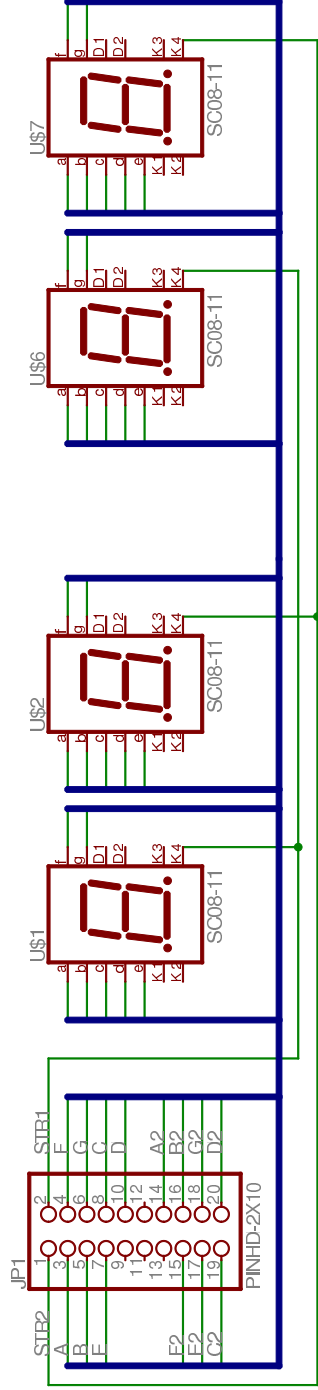 JP1
STR2 1 2 STR1
A 3 4 F
B 5 6 G
E 7 8 C
9 10 D
11 12
13 14 A2
F2 15 16 B2
E2 17 18 G2
C2 19 20 D2
PINHD-2X10
U$1
a f
b g
c D1
d D2
e
K1 K3
K2 K4
SC08-11
U$2
a f
b g
c D1
d D2
e
K1 K3
K2 K4
SC08-11
U$6
a f
b g
c D1
d D2
e
K1 K3
K2 K4
SC08-11
U$7
a f
b g
c D1
d D2
e
K1 K3
K2 K4
SC08-11